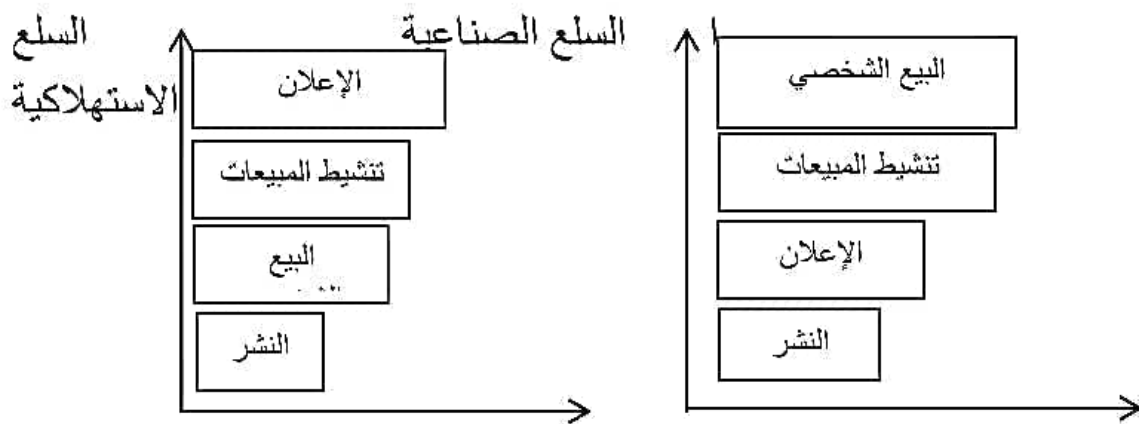 السلع
الاستهلاكية
الإعلان
تنشيط المبيعات
البيع
النشر
السلع الصناعية
البيع الشخصي
تنشيط المبيعات
الإعلان
النشر